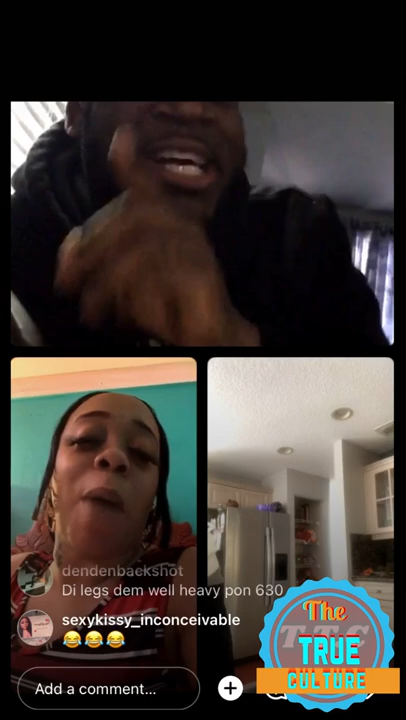 dendenbackshot
Di legs dem well heavy pon 630
sexykissy_inconceivable
😂😂😂
Add a comment...
The
TRUE
CULTURE